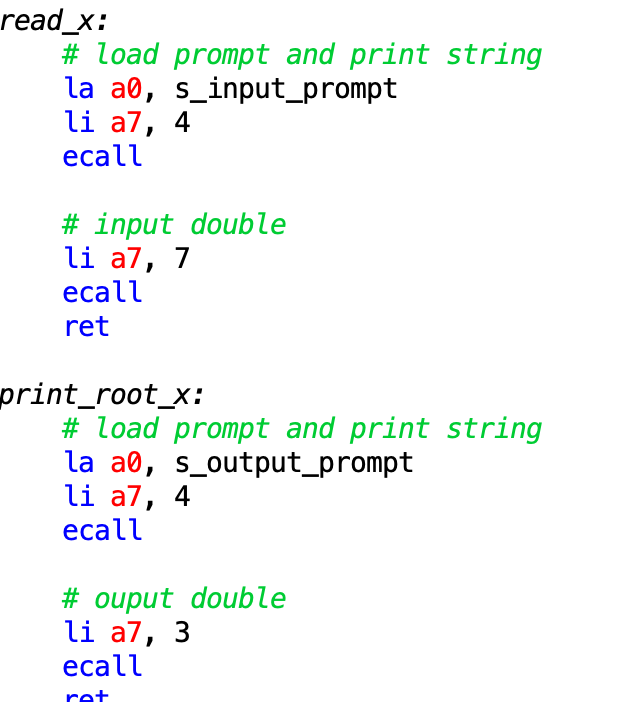 read_x:
# load prompt and print string
la a0, s_input_prompt
li a7, 4
ecall
# input double
li a7, 7
ecall
ret
print_root_x:
# load prompt and print string
la a0, s_output_prompt
li a7, 4
ecall
# ouput double
li a7, 3
ecall
ret